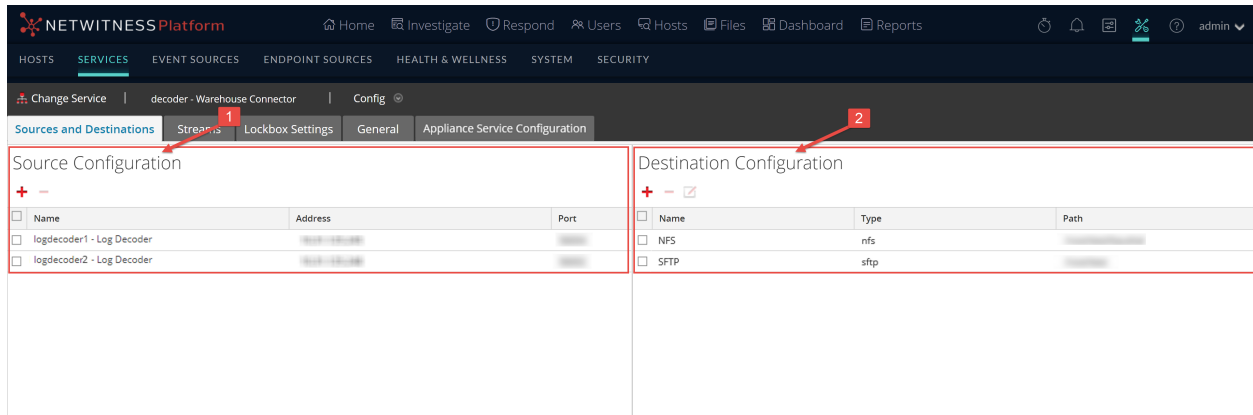 NETWITNESS Platform Home Investigate Respond Users Hosts Files Dashboard Reports admin
HOSTS SERVICES EVENT SOURCES ENDPOINT SOURCES HEALTH & WELLNESS SYSTEM SECURITY
Change Service | decoder - Warehouse Connector | Config
1
2
Sources and Destinations Streams Lockbox Settings General Appliance Service Configuration
Source Configuration
Name Address Port
logdecoder1 - Log Decoder
logdecoder2 - Log Decoder
Destination Configuration
Name Type Path
NFS nfs
SFTP sftp